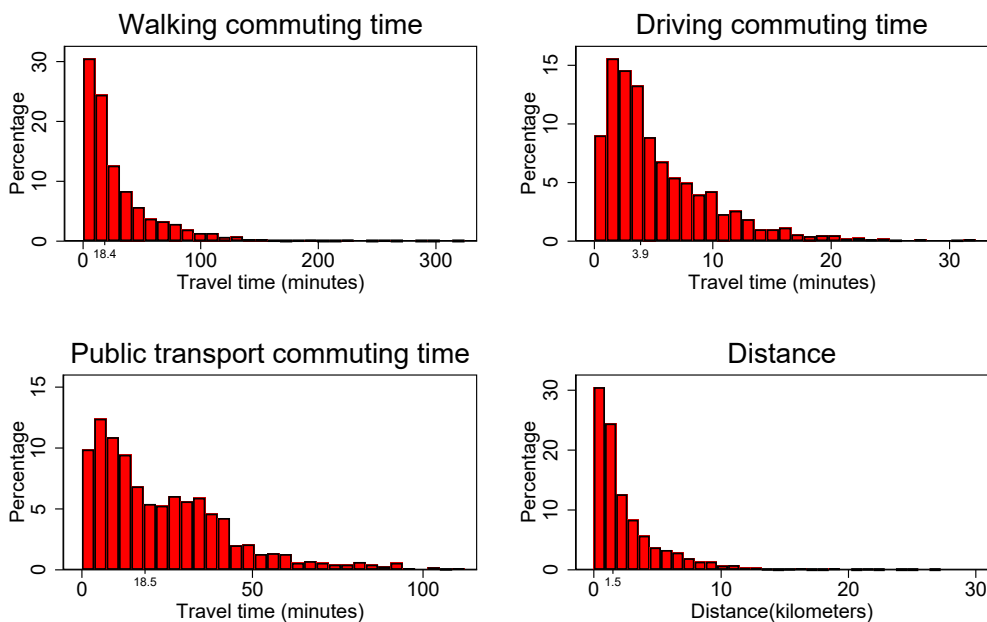 Walking commuting time
Percentage
30
20
10
0
0 100 200 300
18.4
Travel time (minutes)
Driving commuting time
Percentage
15
10
5
0
0 10 20 30
3.9
Travel time (minutes)
Public transport commuting time
Percentage
15
10
5
0
0 50 100
18.5
Travel time (minutes)
Distance
Percentage
30
20
10
0
0 10 20 30
1.5
Distance(kilometers)